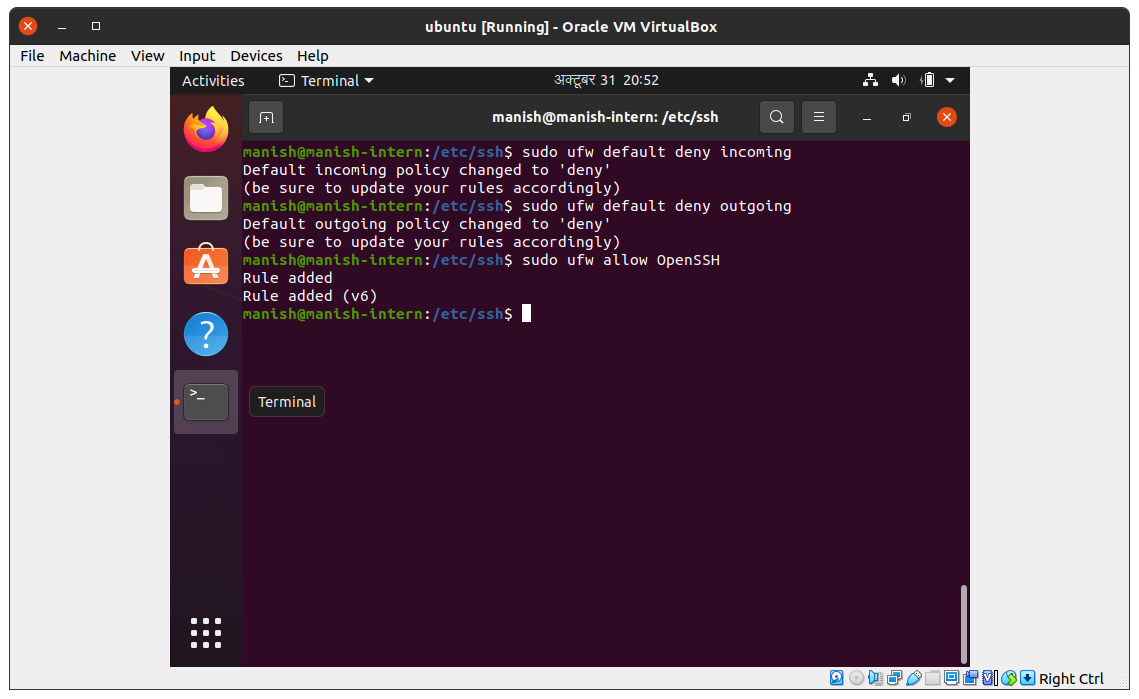 ubuntu [Running] - Oracle VM VirtualBox
File Machine View Input Devices Help
Activities Terminal अक्टूबर 31 20:52
manish@manish-intern: /etc/ssh
manish@manish-intern:/etc/ssh$ sudo ufw default deny incoming
Default incoming policy changed to 'deny'
(be sure to update your rules accordingly)
manish@manish-intern:/etc/ssh$ sudo ufw default deny outgoing
Default outgoing policy changed to 'deny'
(be sure to update your rules accordingly)
manish@manish-intern:/etc/ssh$ sudo ufw allow OpenSSH
Rule added
Rule added (v6)
manish@manish-intern:/etc/ssh$
Terminal
Right Ctrl